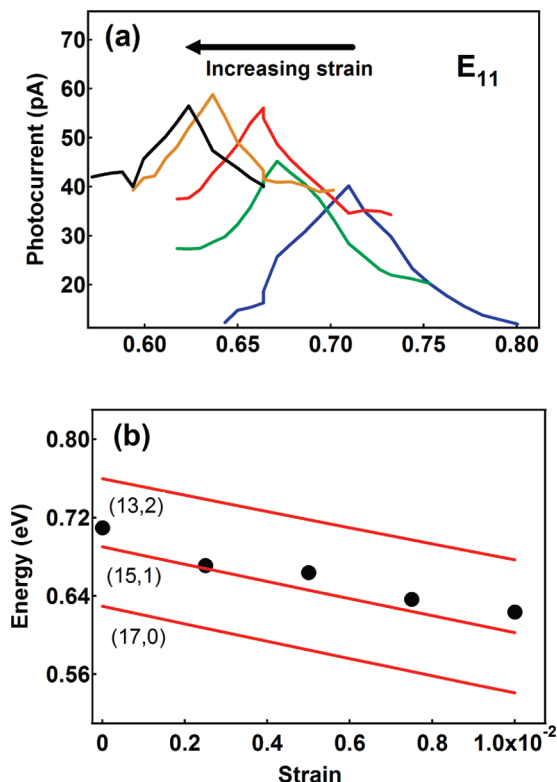 (a)
Increasing strain
E₁₁
Photocurrent (pA)
70
60
50
40
30
20
0.60 0.65 0.70 0.75 0.80
(b)
Energy (eV)
0.80
0.72
0.64
0.56
(13,2)
(15,1)
(17,0)
0 0.2 0.4 0.6 0.8 1.0x10⁻²
Strain